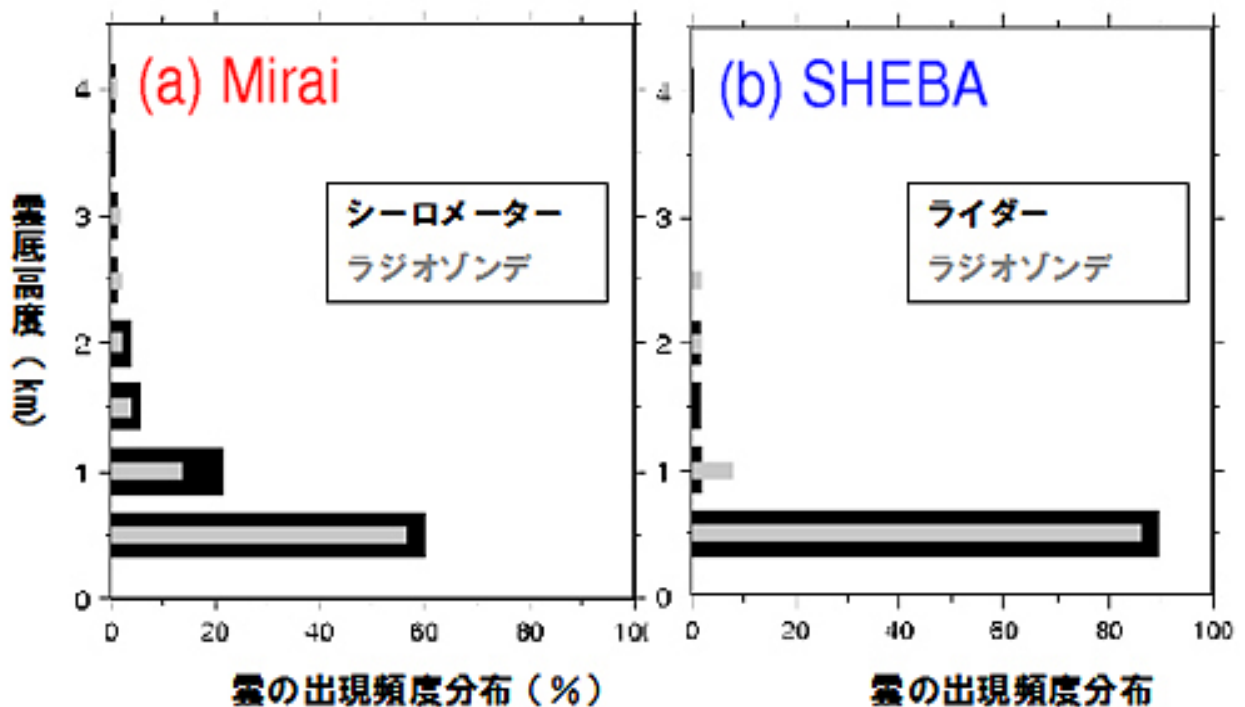 (a) Mirai
(b) SHEBA
シーロメーター
ラジオゾンデ
ライダー
ラジオゾンデ
雲底高度(km)
4
3
2
1
0
4
3
2
1
0
0 20 40 60 80 100
0 20 40 60 80 100
雲の出現頻度分布(%)
雲の出現頻度分布